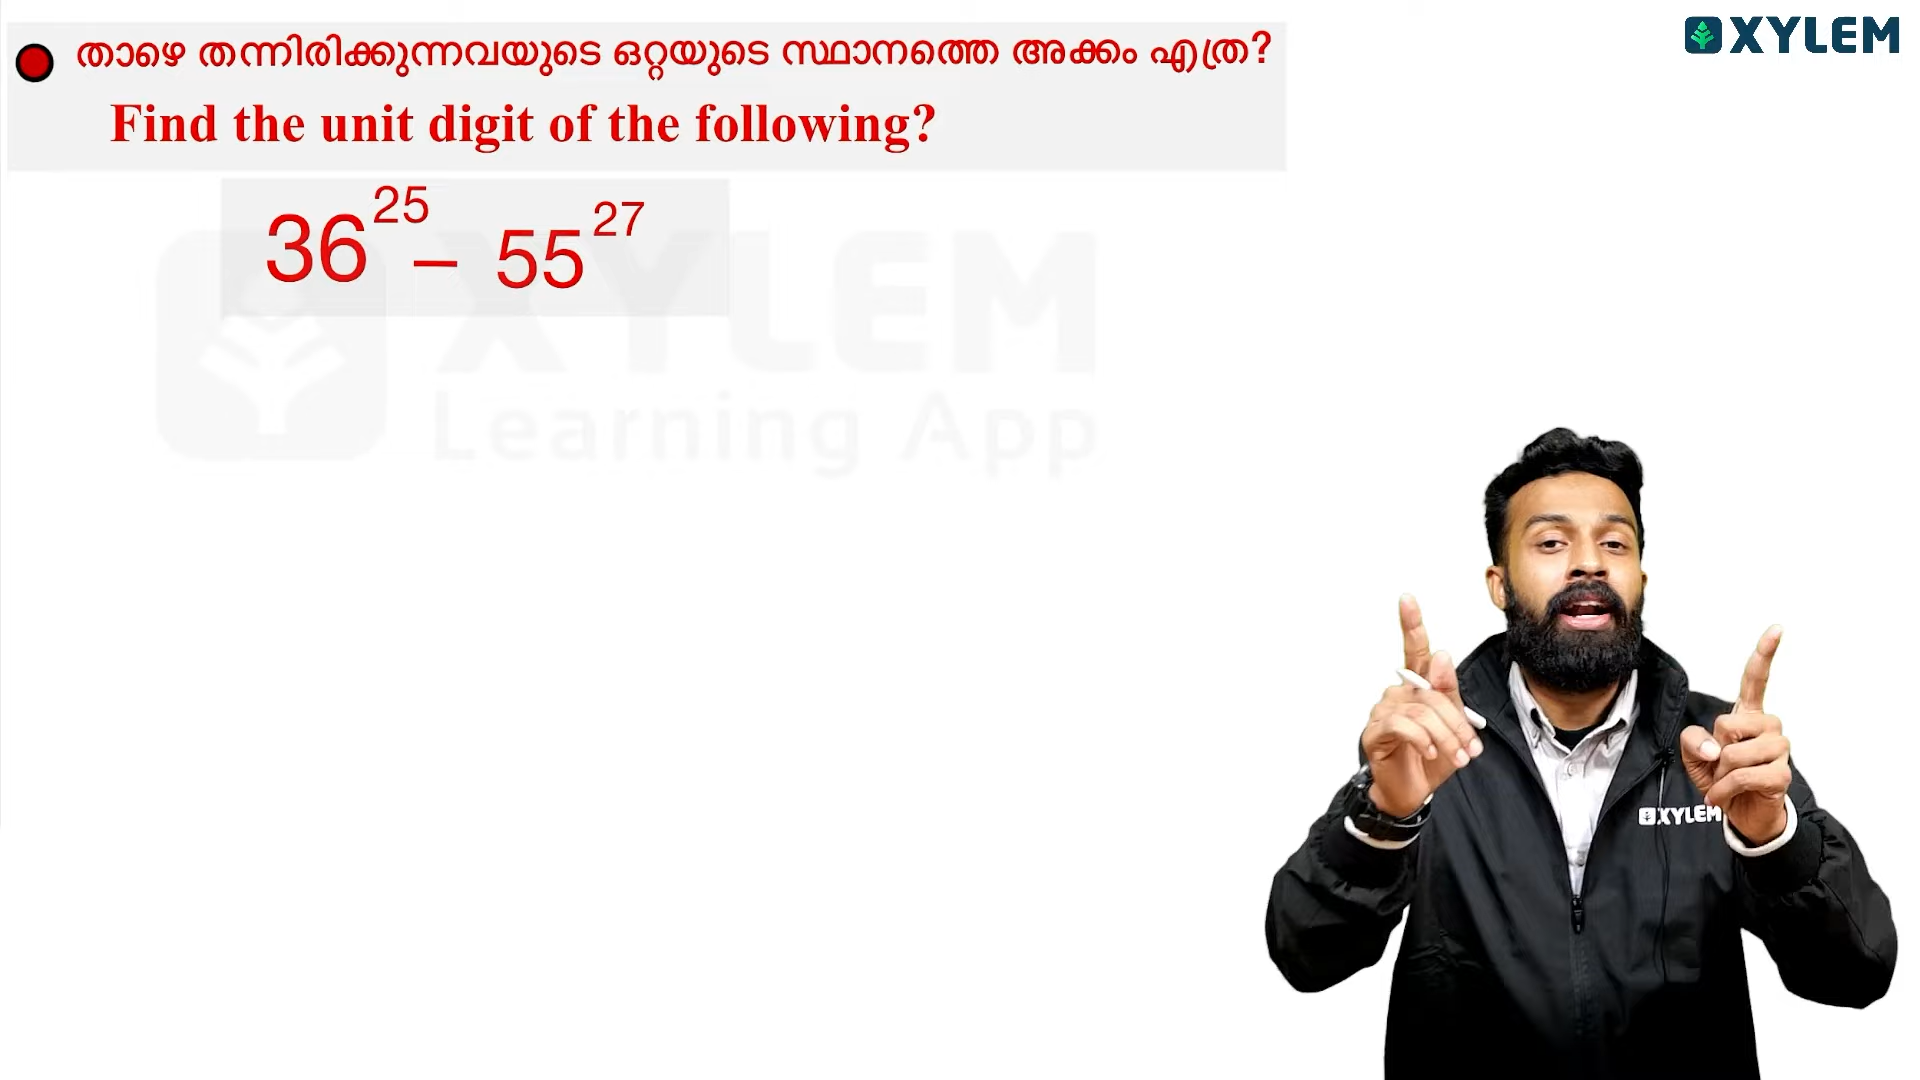 XYLEM
താഴെ തന്നിരിക്കുന്നവയുടെ ഒറ്റയുടെ സ്ഥാനത്തെ അക്കം എത്ര?
Find the unit digit of the following?
36^25 – 55^27
XYLEM
Learning App
XYLEM